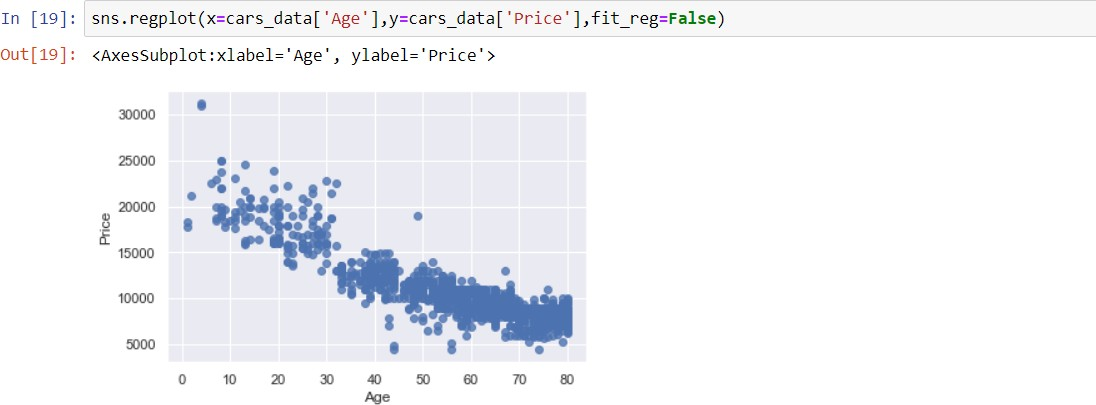 In [19]: sns.regplot(x=cars_data['Age'],y=cars_data['Price'],fit_reg=False)
Out[19]: <AxesSubplot:xlabel='Age', ylabel='Price'>
30000
25000
20000
15000
10000
5000
Price
0 10 20 30 40 50 60 70 80
Age